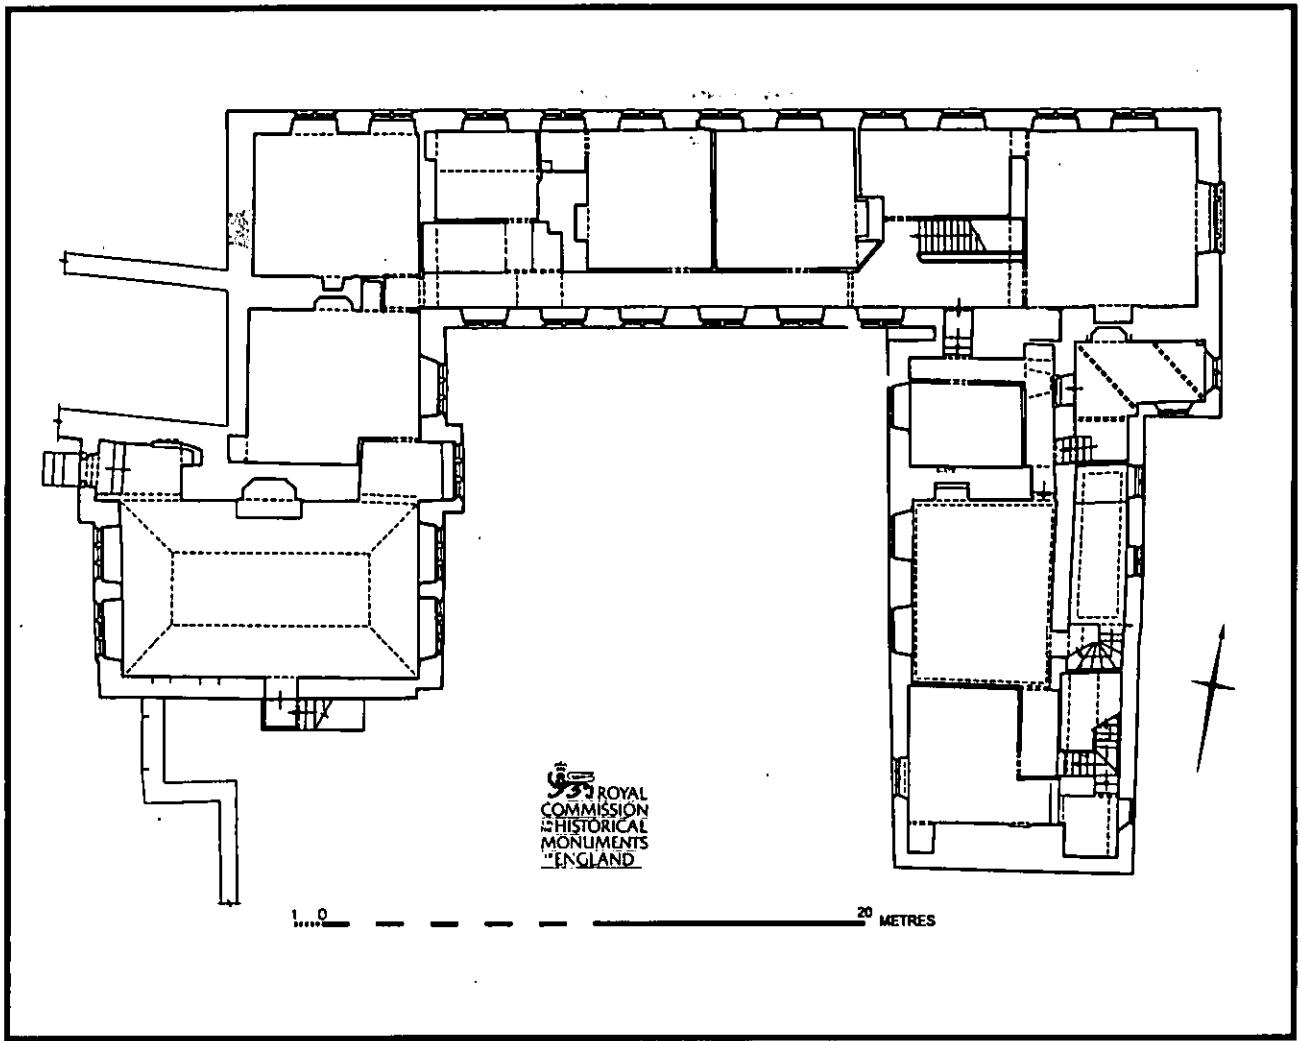 ROYAL
COMMISSION
HISTORICAL
MONUMENTS
ENGLAND
1 0 20 METRES